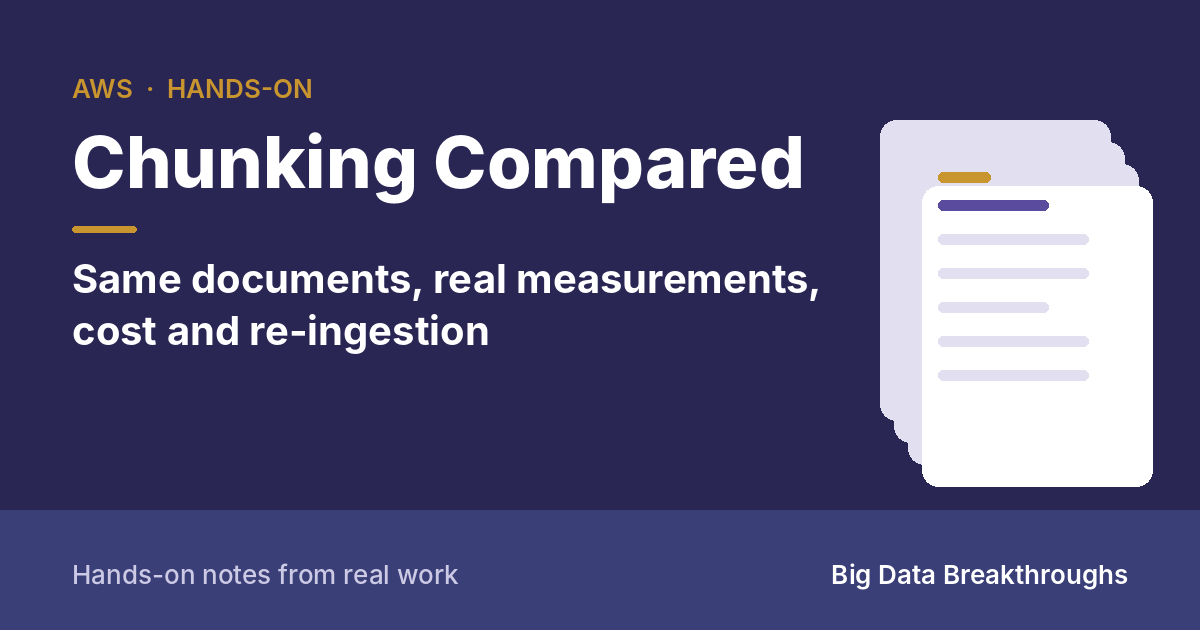 AWS · HANDS-ON
Chunking Compared
Same documents, real measurements,
cost and re-ingestion
Hands-on notes from real work
Big Data Breakthroughs